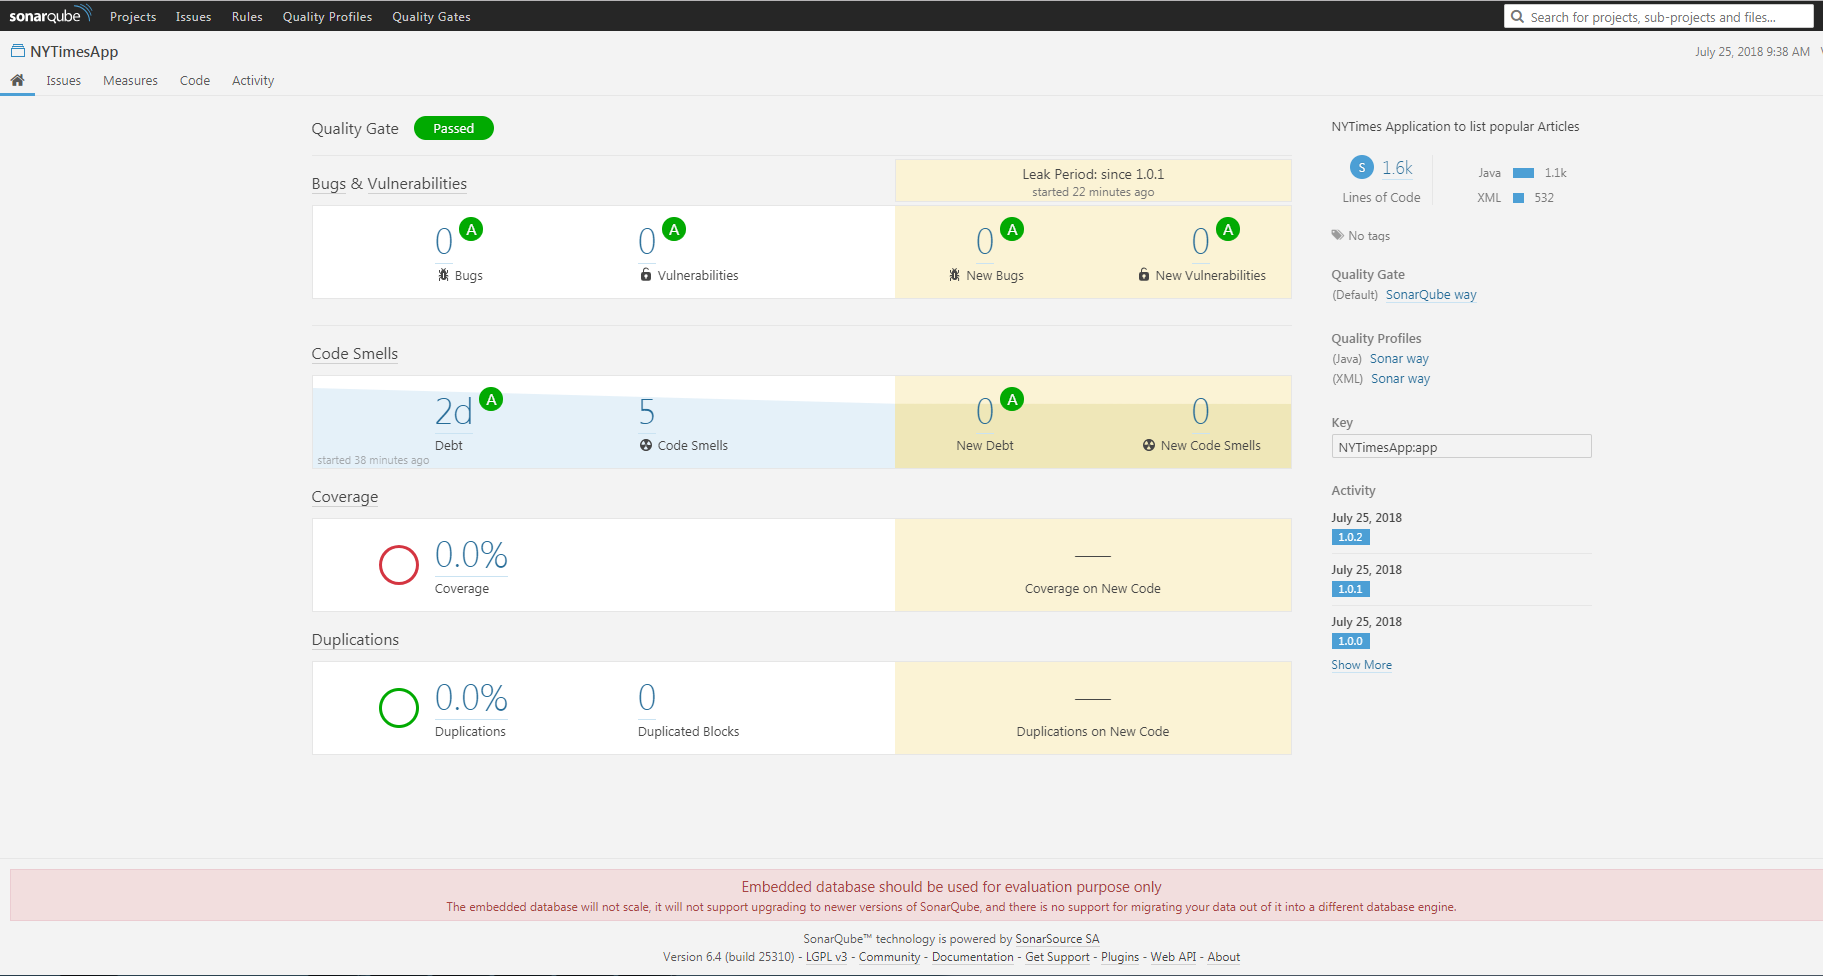 sonarqube Projects Issues Rules Quality Profiles Quality Gates Search for projects, sub-projects and files...
NYTimesApp July 25, 2018 9:38 AM
Issues Measures Code Activity
Quality Gate Passed
Bugs & Vulnerabilities
Leak Period: since 1.0.1
started 22 minutes ago
0 A 0 A 0 A 0 A
Bugs Vulnerabilities New Bugs New Vulnerabilities
Code Smells
2d A 5 0 A 0
Debt Code Smells New Debt New Code Smells
started 38 minutes ago
Coverage
0.0%
Coverage Coverage on New Code
Duplications
0.0% 0
Duplications Duplicated Blocks Duplications on New Code
NYTimes Application to list popular Articles
S 1.6k
Lines of Code
Java 1.1k
XML 532
No tags
Quality Gate
(Default) SonarQube way
Quality Profiles
(Java) Sonar way
(XML) Sonar way
Key
NYTimesApp:app
Activity
July 25, 2018
1.0.2
July 25, 2018
1.0.1
July 25, 2018
1.0.0
Show More
Embedded database should be used for evaluation purpose only
The embedded database will not scale, it will not support upgrading to newer versions of SonarQube, and there is no support for migrating your data out of it into a different database engine.
SonarQube™ technology is powered by SonarSource SA
Version 6.4 (build 25310) - LGPL v3 - Community - Documentation - Get Support - Plugins - Web API - About